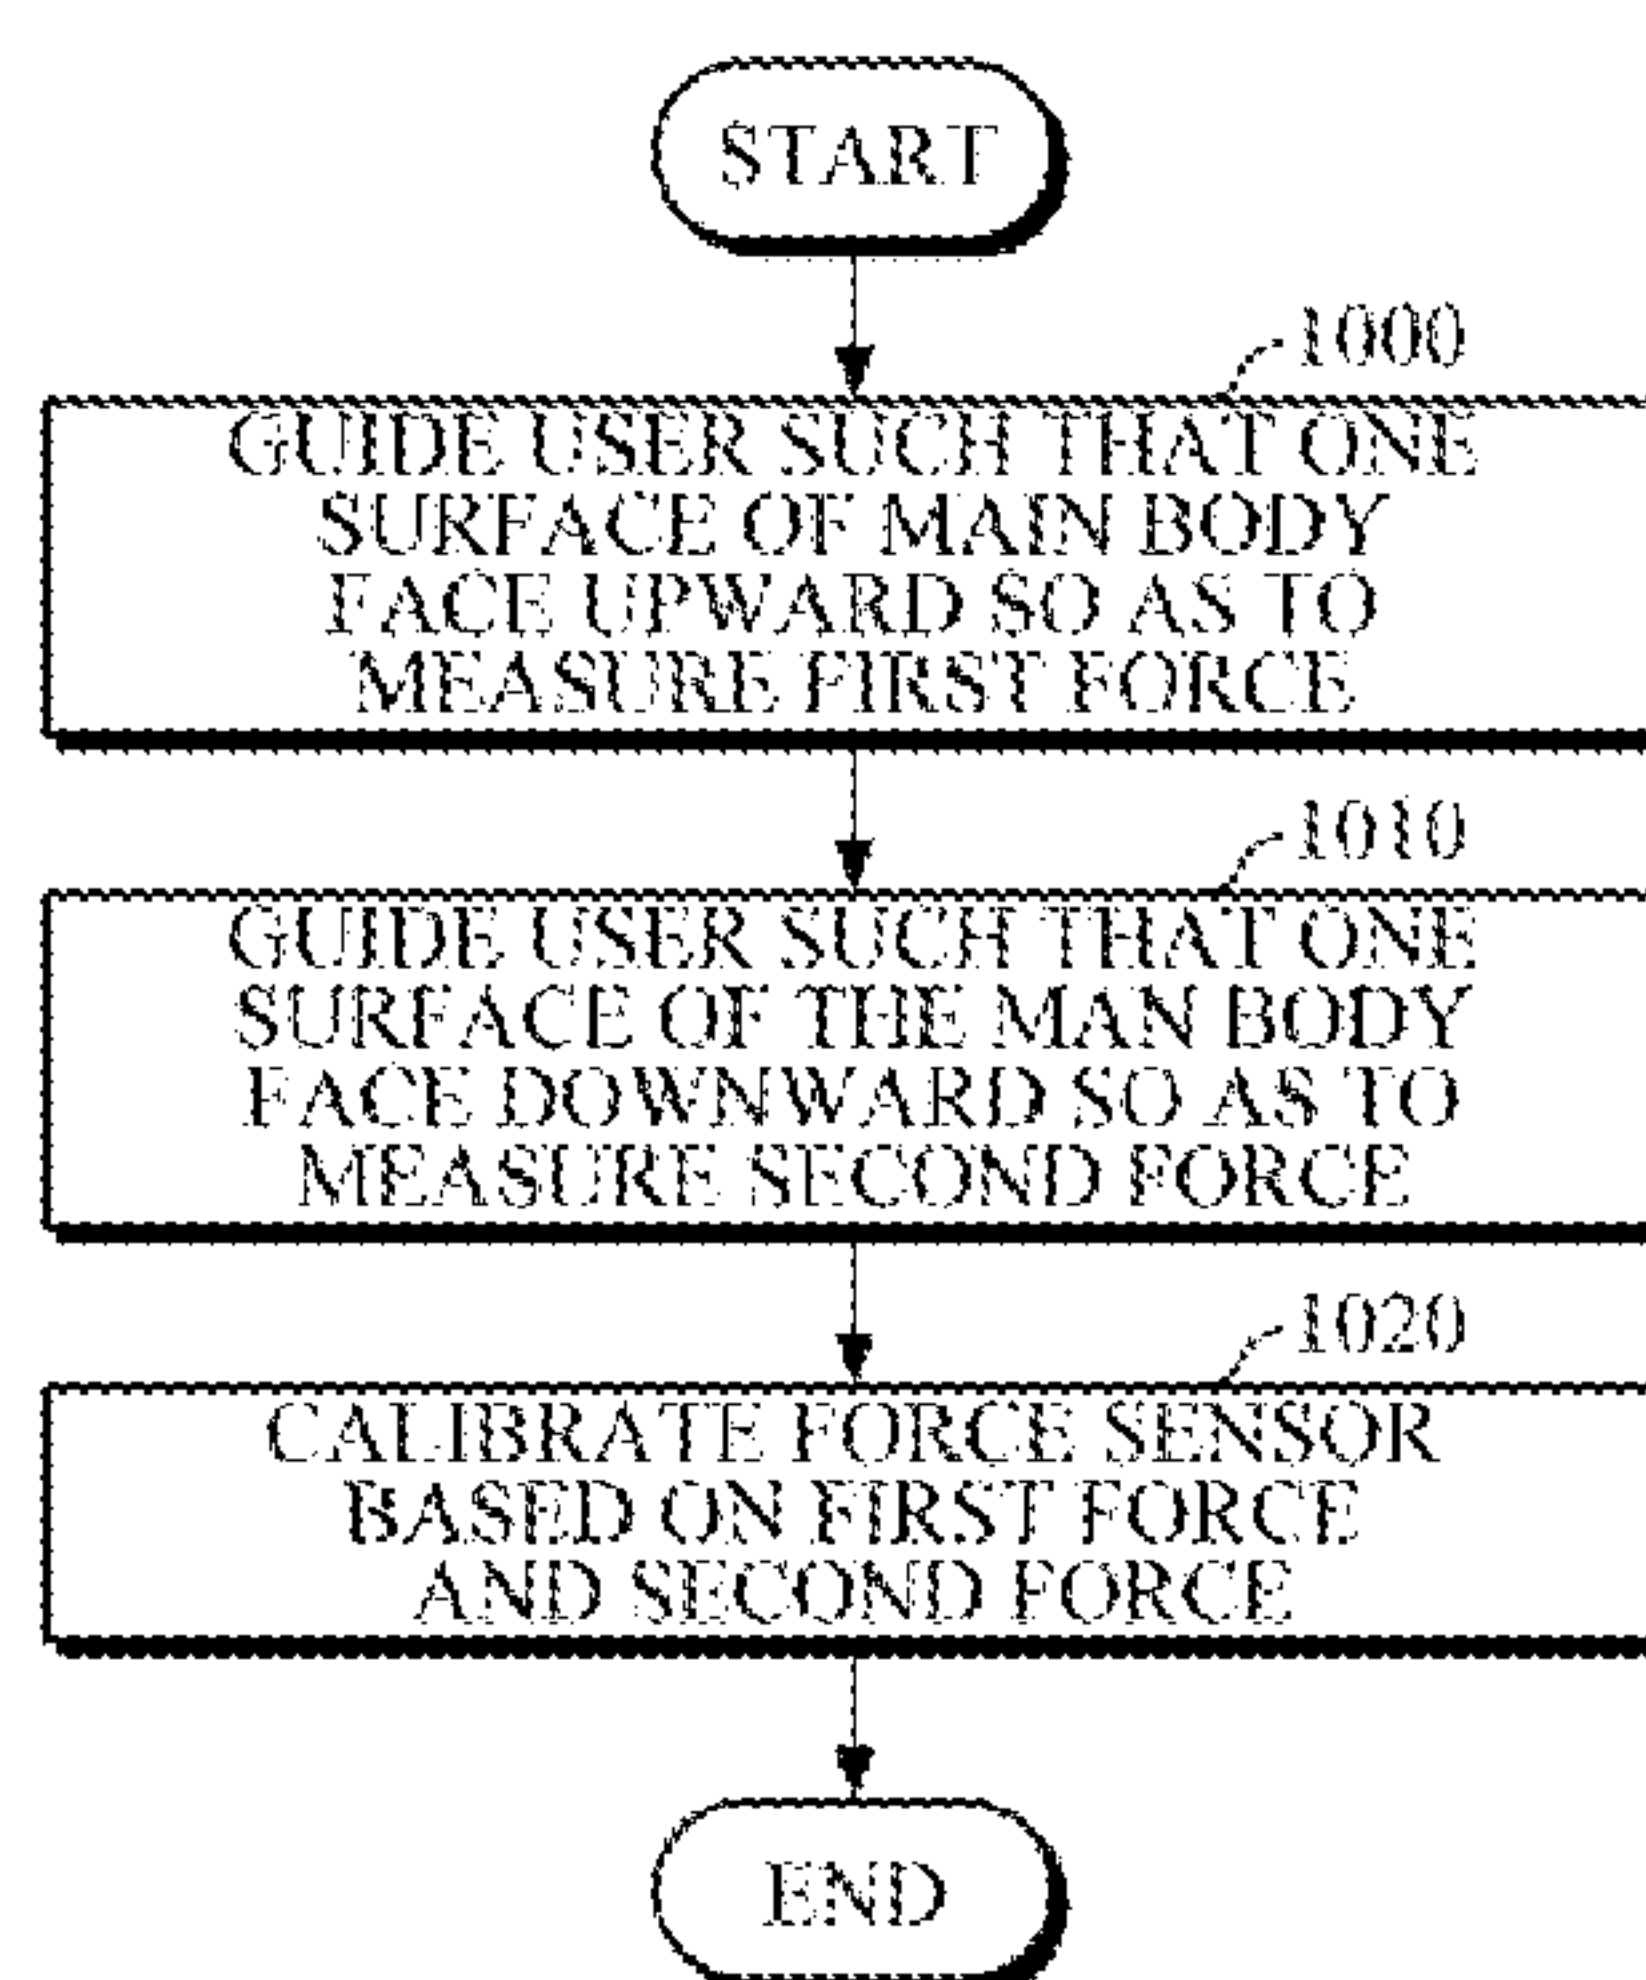 START
1000
GUIDE USER SUCH THAT ONE
SURFACE OF MAIN BODY
FACE UPWARD SO AS TO
MEASURE FIRST FORCE
1010
GUIDE USER SUCH THAT ONE
SURFACE OF THE MAN BODY
FACE DOWNWARD SO AS TO
MEASURE SECOND FORCE
1020
CALIBRATE FORCE SENSOR
BASED ON FIRST FORCE
AND SECOND FORCE
END